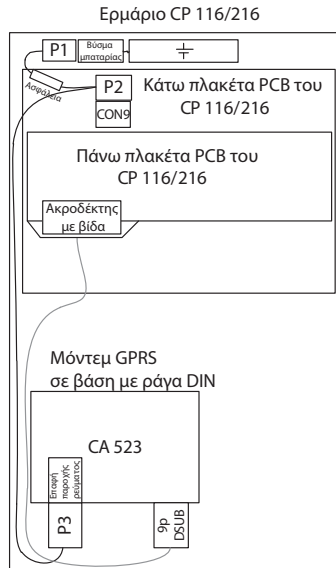 Ερμάριο CP 116/216
P1
Βύσμα
μπαταρίας
Ασφάλεια
P2
CON9
Κάτω πλακέτα PCB του
CP 116/216
Πάνω πλακέτα PCB του
CP 116/216
Ακροδέκτης
με βίδα
Μόντεμ GPRS
σε βάση με ράγα DIN
CA 523
Επαφή
παροχής
ρεύματος
P3
9p
DSUB